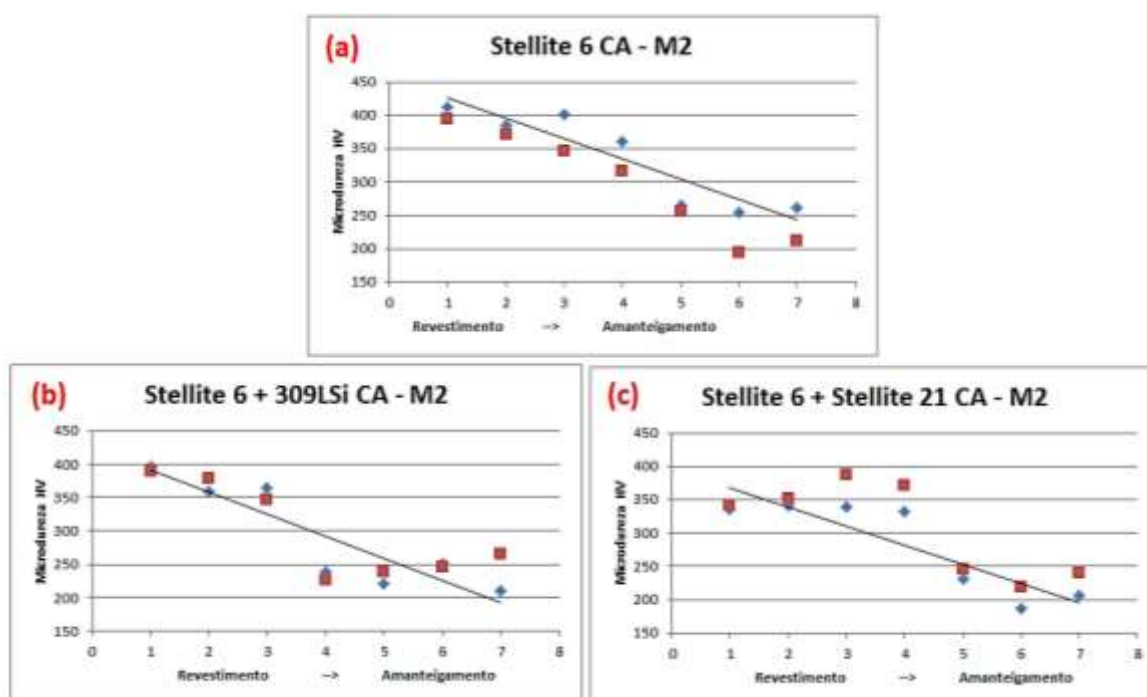 (a) Stellite 6 CA - M2
Microdureza HV
450
400
350
300
250
200
150
0 1 2 3 4 5 6 7 8
Revestimento --> Amanteigamento
(b) Stellite 6 + 309LSi CA - M2
Microdureza HV
450
400
350
300
250
200
150
0 1 2 3 4 5 6 7 8
Revestimento --> Amanteigamento
(c) Stellite 6 + Stellite 21 CA - M2
Microdureza HV
450
400
350
300
250
200
150
0 1 2 3 4 5 6 7 8
Revestimento --> Amanteigamento